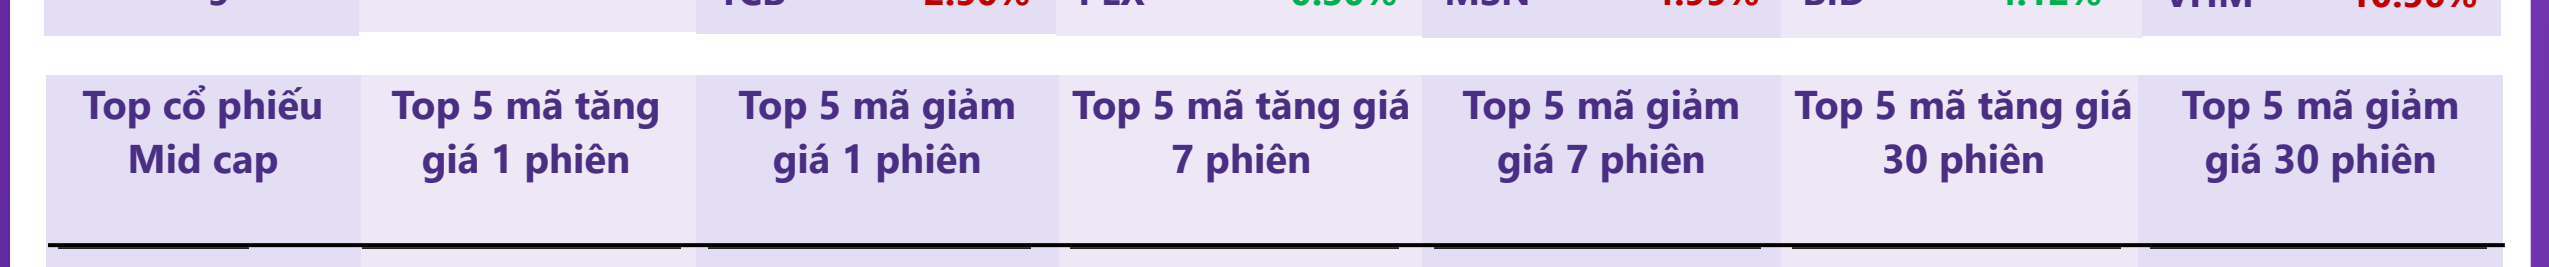 Top cổ phiếu Top 5 mã tăng Top 5 mã giảm Top 5 mã tăng giá Top 5 mã giảm Top 5 mã tăng giá Top 5 mã giảm
Mid cap giá 1 phiên giá 1 phiên 7 phiên giá 7 phiên 30 phiên giá 30 phiên